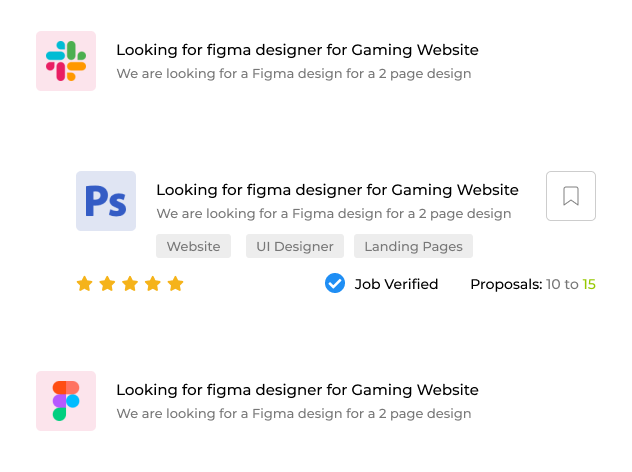 Looking for figma designer for Gaming Website
We are looking for a Figma design for a 2 page design
Ps
Looking for figma designer for Gaming Website
We are looking for a Figma design for a 2 page design
Website UI Designer Landing Pages
Job Verified Proposals: 10 to 15
Looking for figma designer for Gaming Website
We are looking for a Figma design for a 2 page design